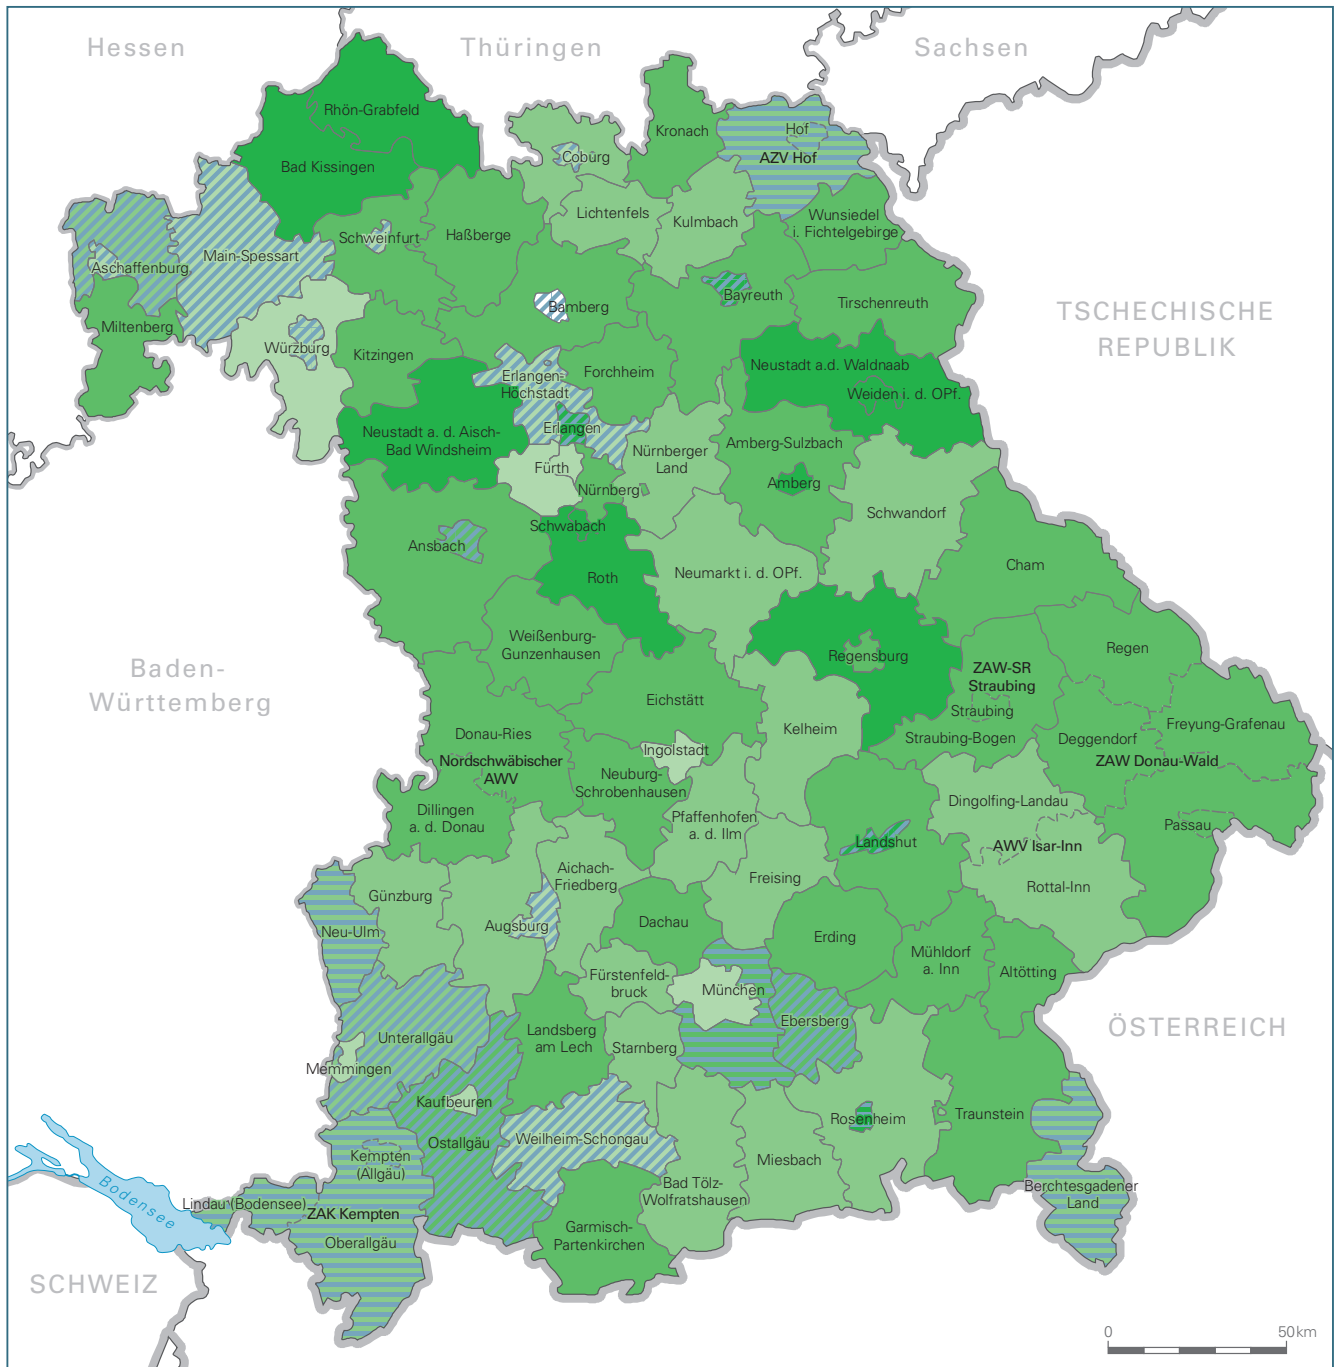 Hessen
Thüringen
Sachsen
Rhön-Grabfeld
Kronach
Hof
AZV Hof
Coburg
Bad Kissingen
Lichtenfels
Kulmbach
Wunsiedel
i. Fichtelgebirge
Schweinfurt
Haßberge
Main-Spessart
Aschaffenburg
Bayreuth
Tirschenreuth
Bamberg
TSCHECHISCHE
REPUBLIK
Miltenberg
Würzburg
Kitzingen
Erlangen-
Höchstadt
Forchheim
Neustadt a.d. Waldnaab
Weiden i. d. OPf.
Erlangen
Neustadt a. d. Aisch-
Bad Windsheim
Amberg-Sulzbach
Nürnberger
Land
Fürth
Amberg
Nürnberg
Schwandorf
Schwabach
Ansbach
Cham
Roth
Neumarkt i. d. OPf.
Weißenburg-
Gunzenhausen
Regensburg
Regen
ZAW-SR
Straubing
Straubing
Baden-
Württemberg
Eichstätt
Kelheim
Freyung-Grafenau
Donau-Ries
Straubing-Bogen
Deggendorf
Ingolstadt
Nordschwäbischer
AWV
ZAW Donau-Wald
Neuburg-
Schrobenhausen
Dillingen
a. d. Donau
Pfaffenhofen
a. d. Ilm
Dingolfing-Landau
Passau
Landshut
AWV Isar-Inn
Aichach-
Friedberg
Freising
Rottal-Inn
Günzburg
Augsburg
Neu-Ulm
Dachau
Erding
Mühldorf
a. Inn
Altötting
Fürstenfeld-
bruck
München
Ebersberg
ÖSTERREICH
Unterallgäu
Landsberg
am Lech
Starnberg
Memmingen
Kaufbeuren
Rosenheim
Traunstein
Ostallgäu
Weilheim-Schongau
Kempten
(Allgäu)
Miesbach
Bad Tölz-
Wolfratshausen
Berchtesgadener
Land
Bodensee
Lindau (Bodensee)
ZAK Kempten
Oberallgäu
Garmisch-
Partenkirchen
SCHWEIZ
0 50 km